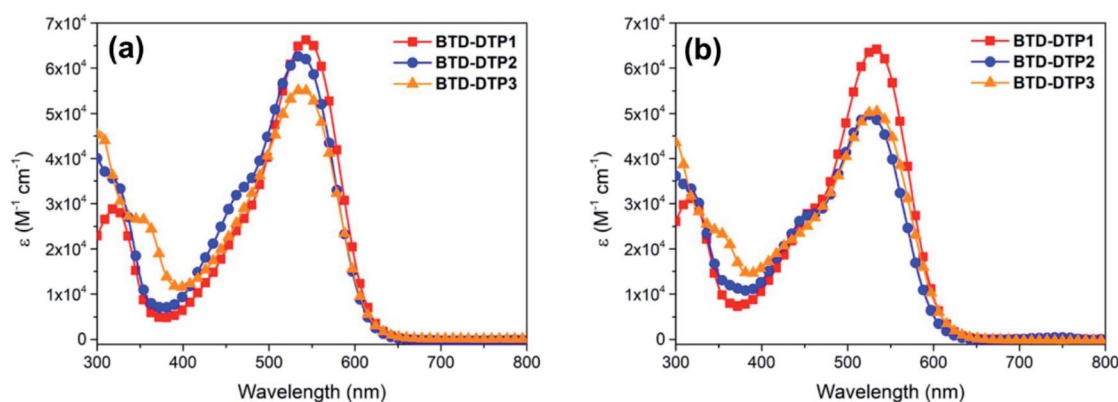 (a)
BTD-DTP1
BTD-DTP2
BTD-DTP3
7x10⁴
6x10⁴
5x10⁴
4x10⁴
3x10⁴
2x10⁴
1x10⁴
0
ε (M⁻¹ cm⁻¹)
300 400 500 600 700 800
Wavelength (nm)
(b)
BTD-DTP1
BTD-DTP2
BTD-DTP3
7x10⁴
6x10⁴
5x10⁴
4x10⁴
3x10⁴
2x10⁴
1x10⁴
0
ε (M⁻¹ cm⁻¹)
300 400 500 600 700 800
Wavelength (nm)